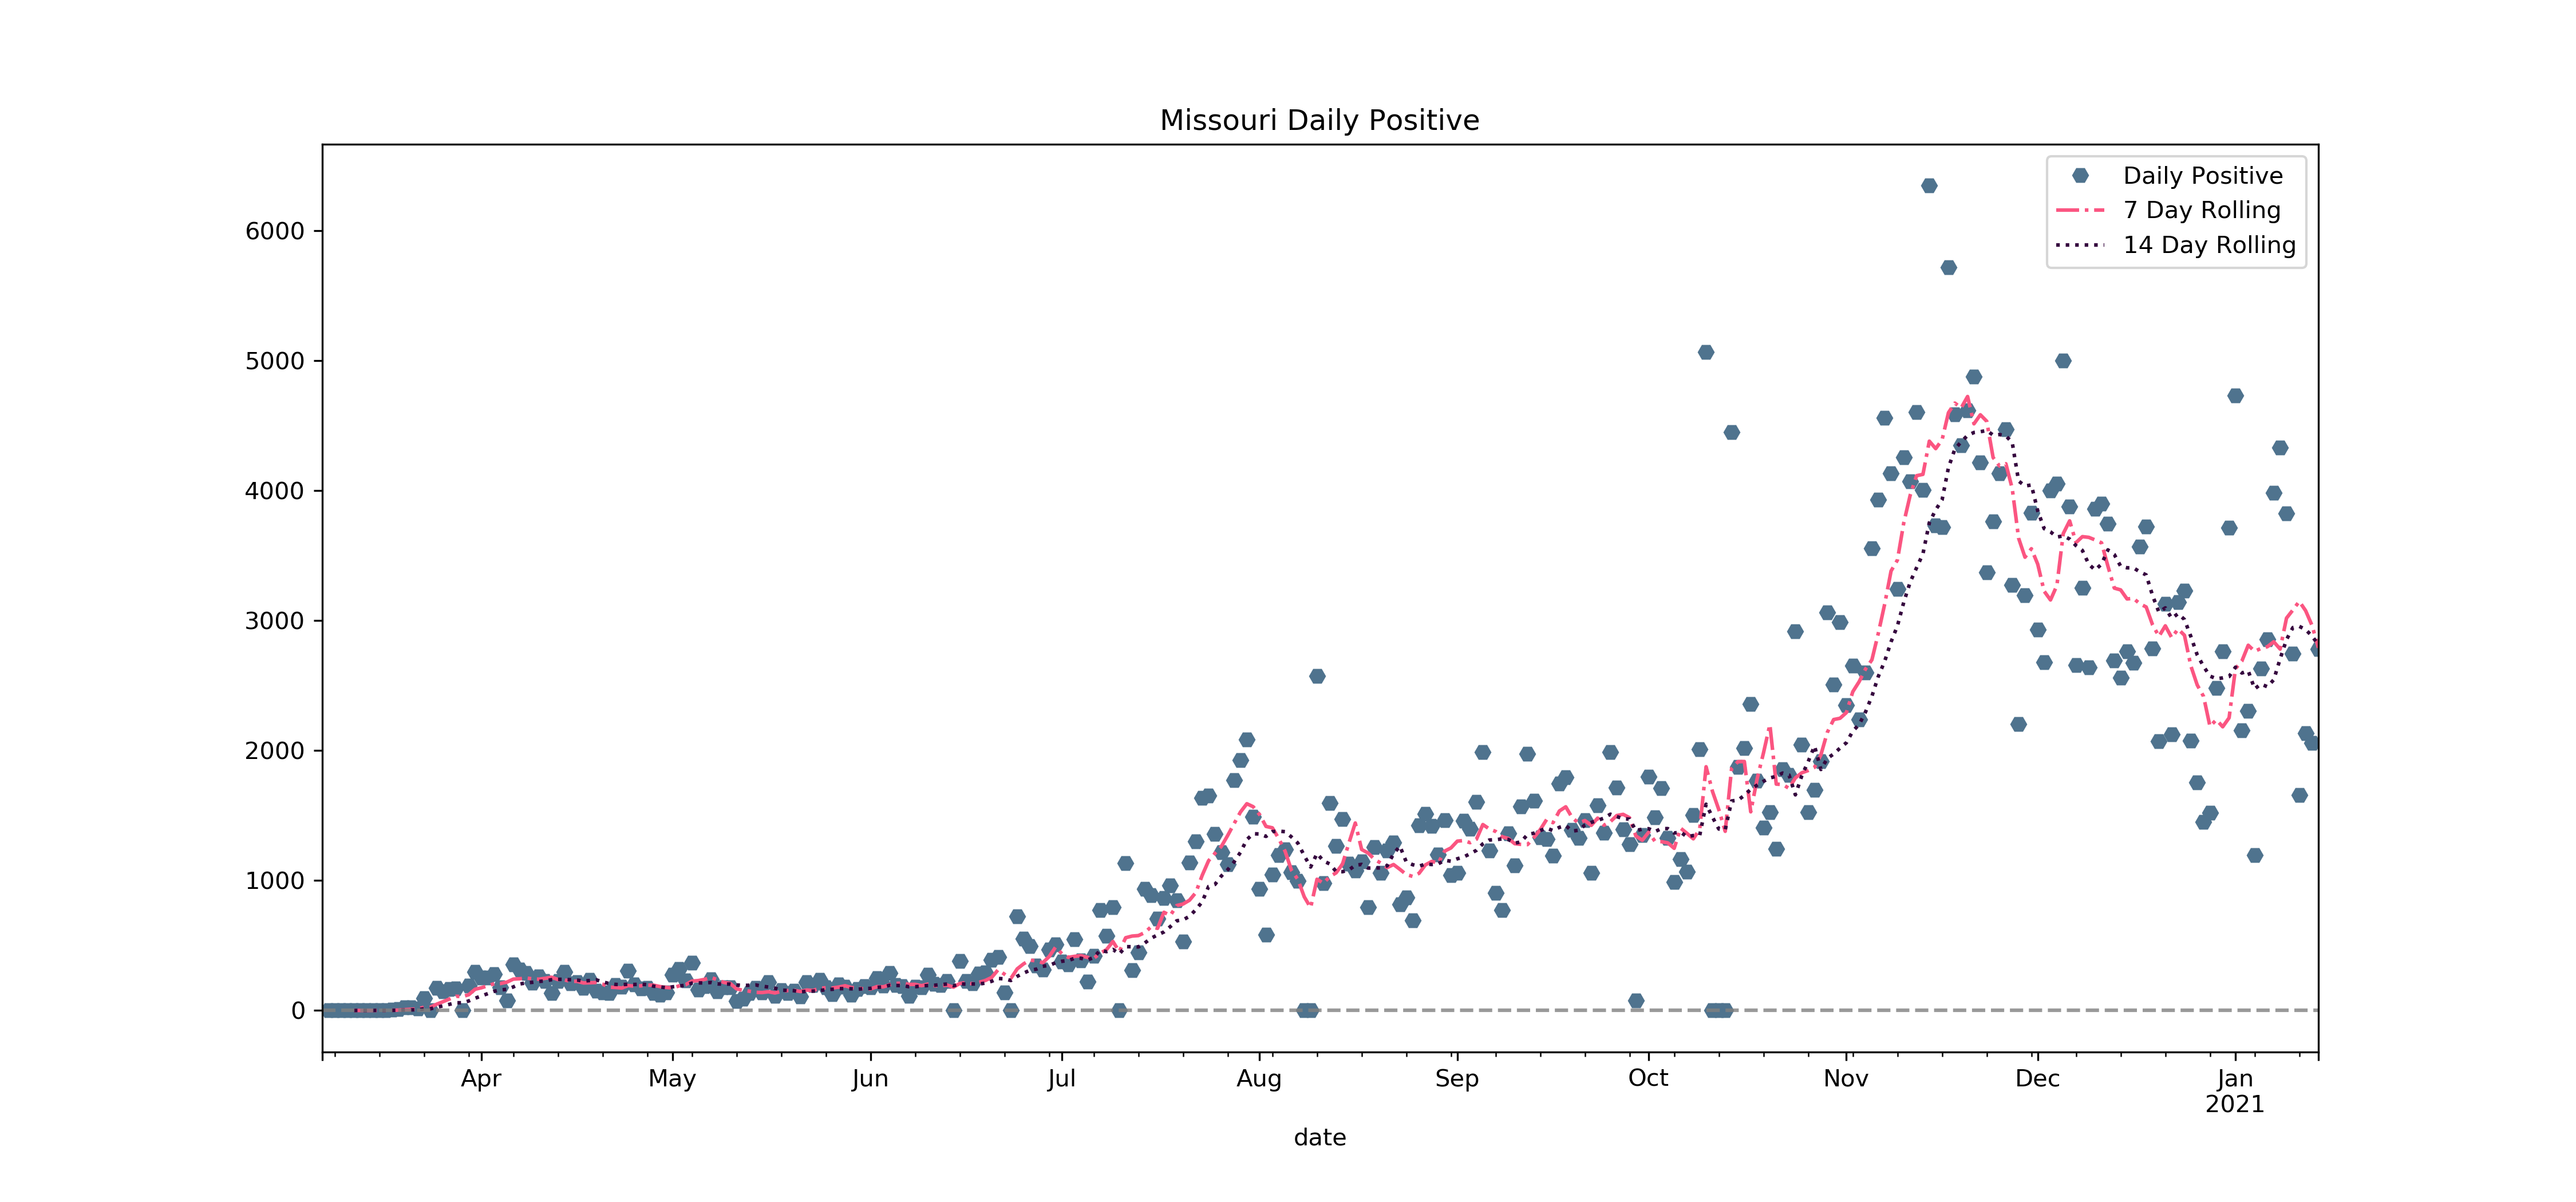 Missouri Daily Positive
Daily Positive
7 Day Rolling
14 Day Rolling
6000
5000
4000
3000
2000
1000
0
Apr May Jun Jul Aug Sep Oct Nov Dec Jan
2021
date